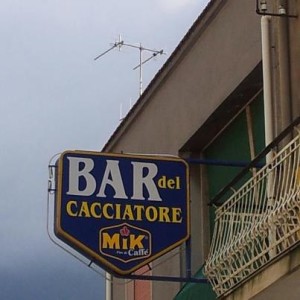 BAR del
CACCIATORE
MiK
Caffè